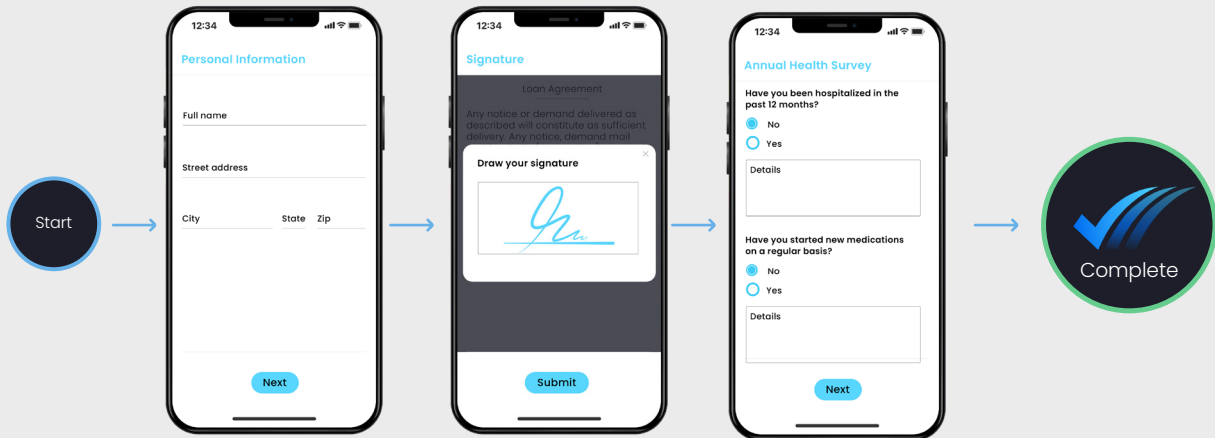 Start
12:34
Personal Information
Full name
Street address
City State Zip
Next
12:34
Signature
Loan Agreement
Any notice or demand delivered as
described will constitute as sufficient
delivery. Any notice, demand mail
Draw your signature
Submit
12:34
Annual Health Survey
Have you been hospitalized in the
past 12 months?
No
Yes
Details
Have you started new medications
on a regular basis?
No
Yes
Details
Next
Complete